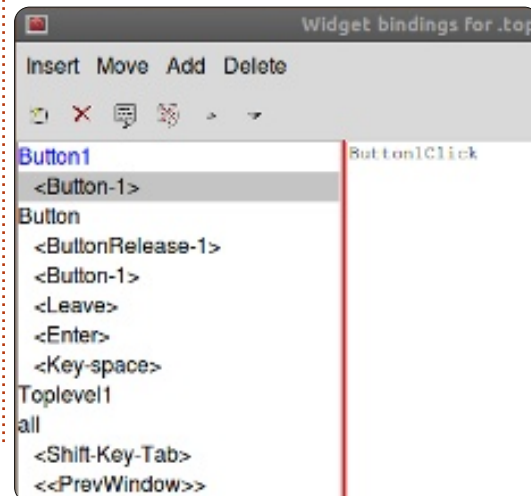 Widget bindings for .top
Insert Move Add Delete
Button1
Button1Click
<Button-1>
Button
<ButtonRelease-1>
<Button-1>
<Leave>
<Enter>
<Key-space>
Toplevel1
all
<Shift-Key-Tab>
<<PrevWindow>>